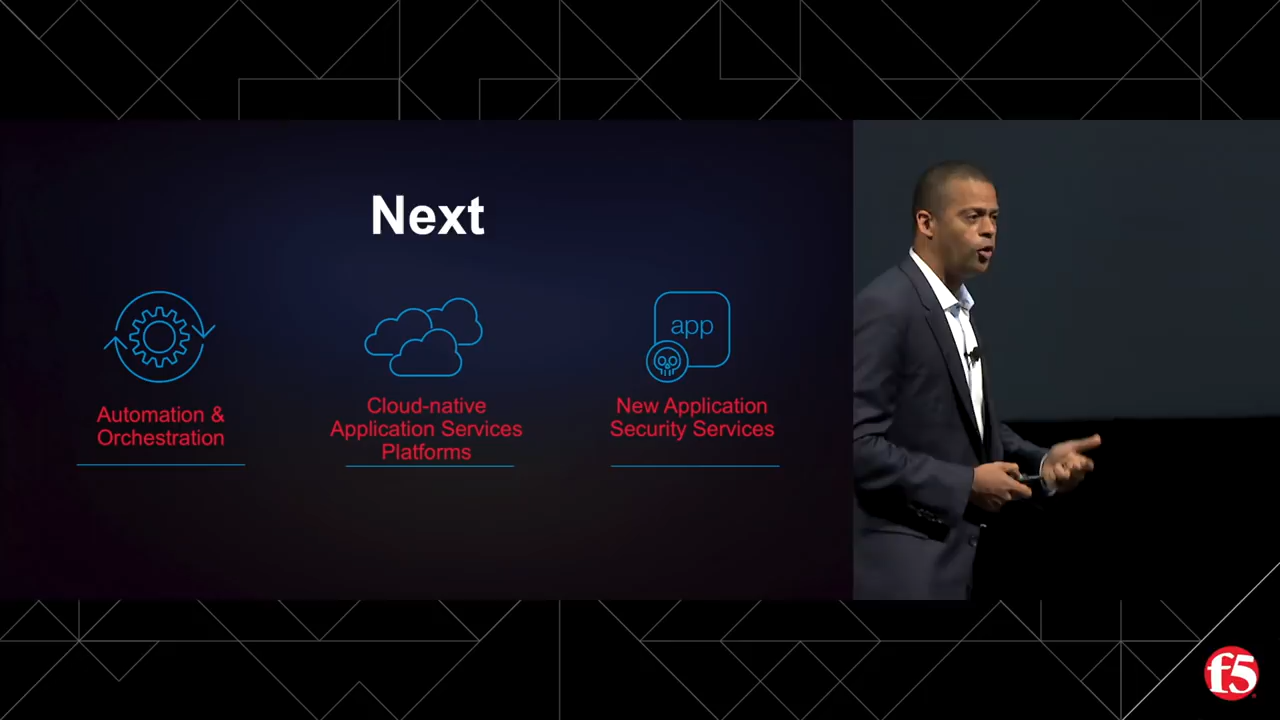 Next
Automation &
Orchestration
Cloud-native
Application Services
Platforms
app
New Application
Security Services
f5